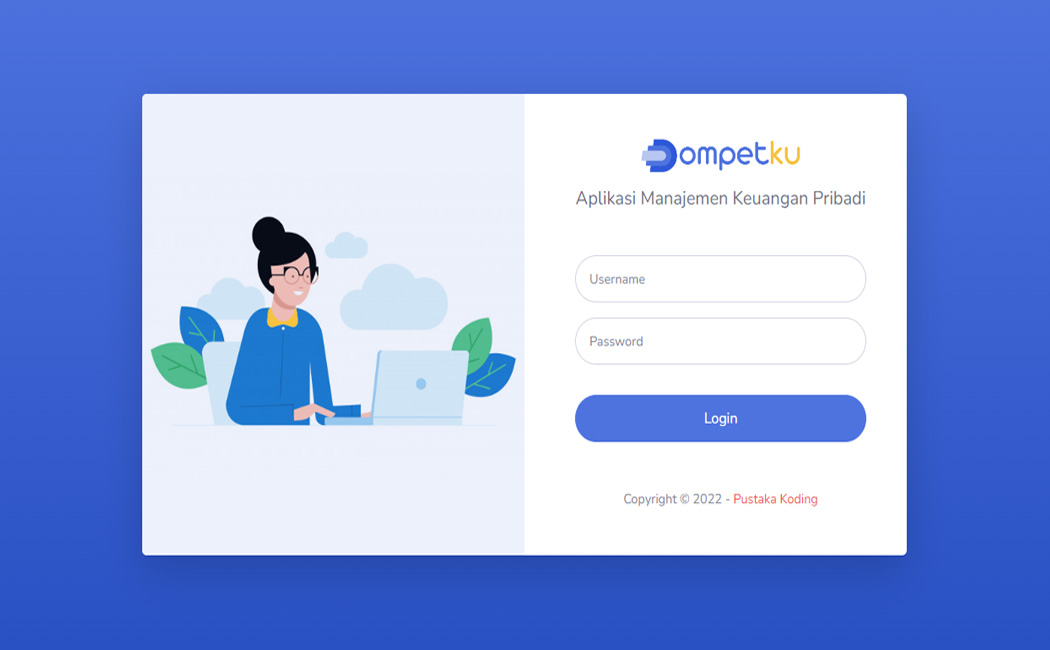 Dompetku
Aplikasi Manajemen Keuangan Pribadi
Username
Password
Login
Copyright © 2022 - Pustaka Koding